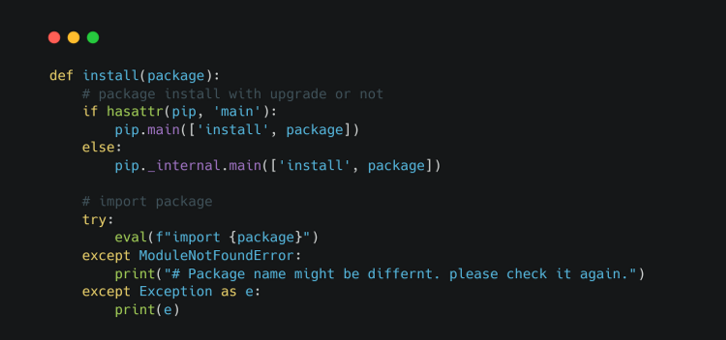 def install(package):
    # package install with upgrade or not
    if hasattr(pip, 'main'):
        pip.main(['install', package])
    else:
        pip._internal.main(['install', package])

    # import package
    try:
        eval(f"import {package}")
    except ModuleNotFoundError:
        print("# Package name might be differnt. please check it again.")
    except Exception as e:
        print(e)